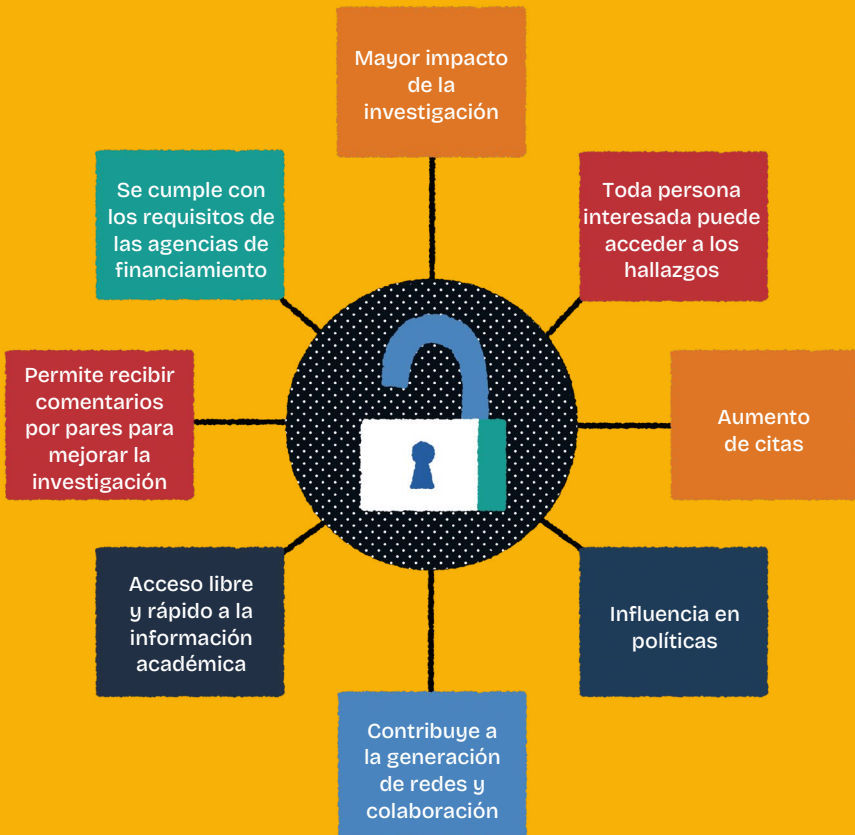 Mayor impacto
de la
investigación
Se cumple con
los requisitos de
las agencias de
financiamiento
Toda persona
interesada puede
acceder a los
hallazgos
Permite recibir
comentarios
por pares para
mejorar la
investigación
Aumento
de citas
Acceso libre
y rápido a la
información
académica
Influencia en
políticas
Contribuye a
la generación
de redes y
colaboración